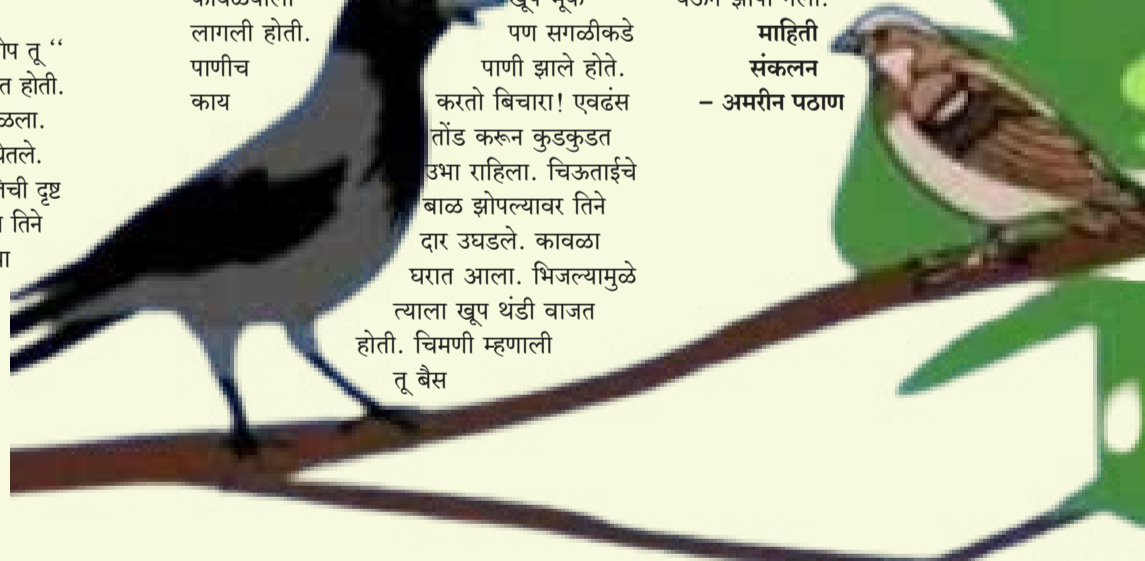 ोप तू “
त होती.
ळला.
घेतले.
तेची दृष्ट
तिने
लागली होती.
पाणीच
काय
खूप भूक
पण सगळीकडे
पाणी झाले होते.
करतो बिचारा! एवढंस
तोंड करून कुडकुडत
उभा राहिला. चिऊताईचे
बाळ झोपल्यावर तिने
दार उघडले. कावळा
घरात आला. भिजल्यामुळे
त्याला खूप थंडी वाजत
होती. चिमणी म्हणाली
तू बैस
माहिती
संकलन
– अमरीन पठाण